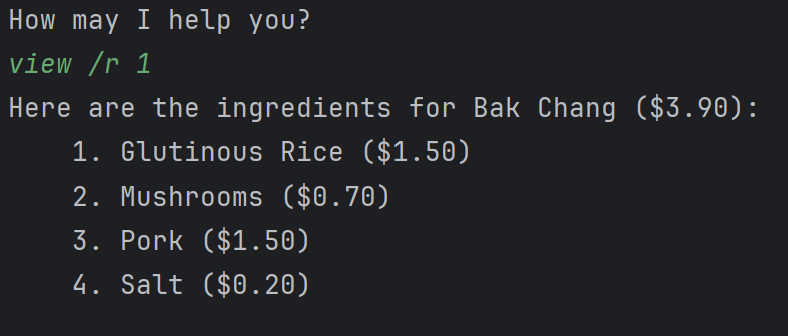 How may I help you?
view /r 1
Here are the ingredients for Bak Chang ($3.90):
1. Glutinous Rice ($1.50)
2. Mushrooms ($0.70)
3. Pork ($1.50)
4. Salt ($0.20)